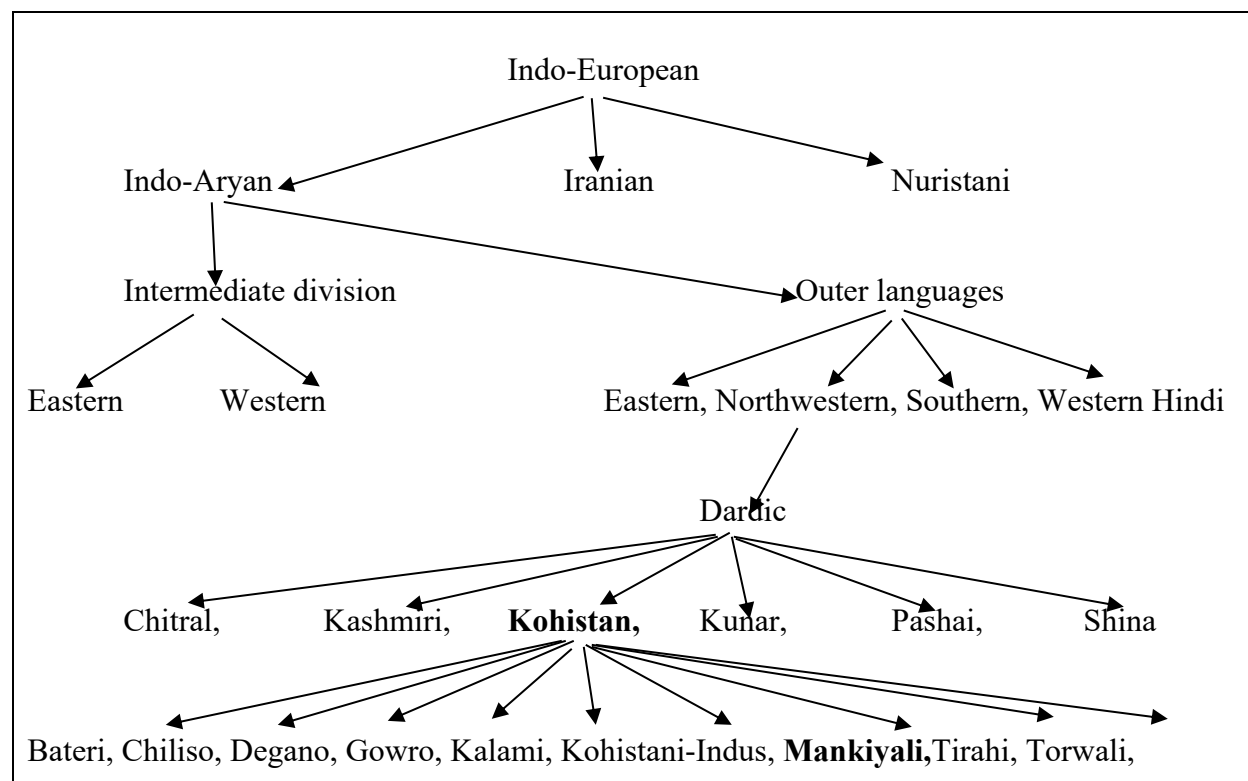 Indo-European
Indo-Aryan Iranian Nuristani
Intermediate division Outer languages
Eastern Western Eastern, Northwestern, Southern, Western Hindi
Dardic
Chitral, Kashmiri, Kohistan, Kunar, Pashai, Shina
Bateri, Chiliso, Degano, Gowro, Kalami, Kohistani-Indus, Mankiyali,Tirahi, Torwali,